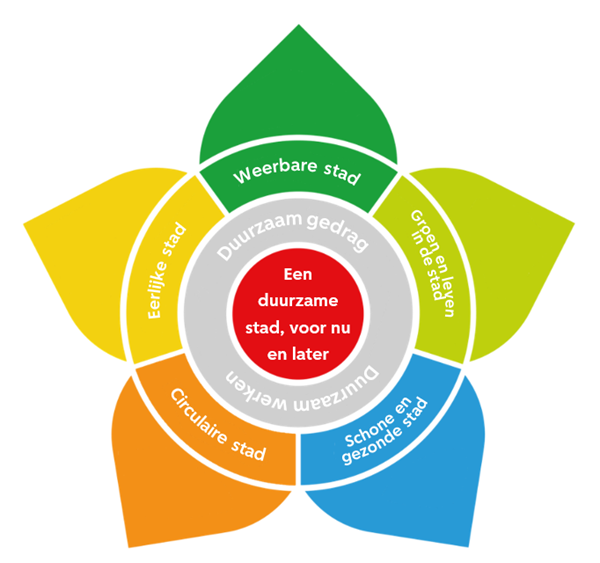 Weerbare stad
Groen en leven
in de stad
Schone en
gezonde stad
Circulaire stad
Eerlijke stad
Duurzaam gedrag
Duurzaam werken
Een
duurzame
stad, voor nu
en later